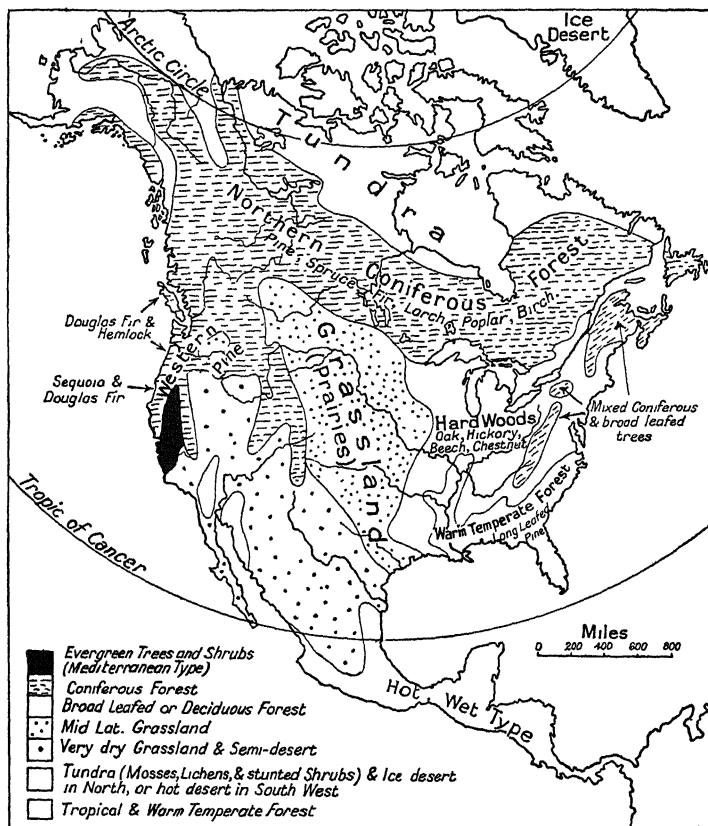 Ice
Desert
Arctic Circle
Tundra
Northern Coniferous Forest.
Pine, Spruce, Fir, Larch, Poplar, Birch.
Douglas Fir &
Hemlock
Western
Pine
Sequoia &
Douglas Fir
Grassland
(Prairies)
Hard Woods
Oak, Hickory,
Beech, Chestnut
Mixed Coniferous
& broad leafed
trees
Warm Temperate Forest
Long Leafed
Pine
Tropic of Cancer
Miles
0 200 400 600 800
Hot Wet Type
Evergreen Trees and Shrubs
(Mediterranean Type)
Coniferous Forest
Broad Leafed or Deciduous Forest
Mid Lat. Grassland
Very dry Grassland & Semi-desert
Tundra (Mosses, Lichens, & stunted Shrubs) & Ice desert
in North, or hot desert in South West
Tropical & Warm Temperate Forest